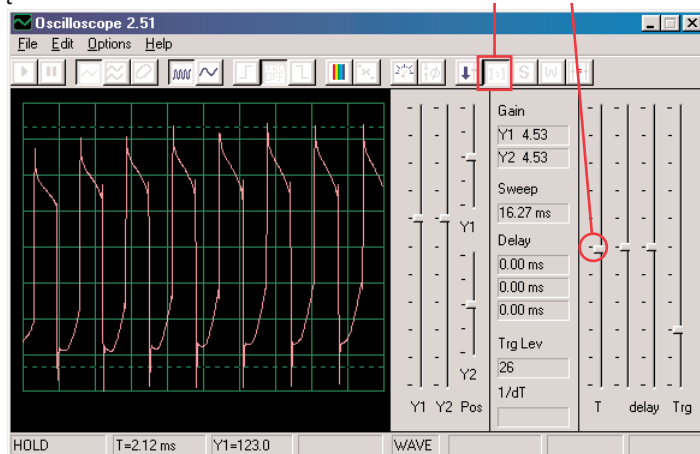 Oscilloscope 2.51
File Edit Options Help
Gain
Y1 4.53
Y2 4.53
Sweep
16.27 ms
Y1
Delay
0.00 ms
0.00 ms
0.00 ms
Trg Lev
26
Y2
1/dT
Y1 Y2 Pos
T delay Trg
HOLD T=2.12 ms Y1=123.0 WAVE